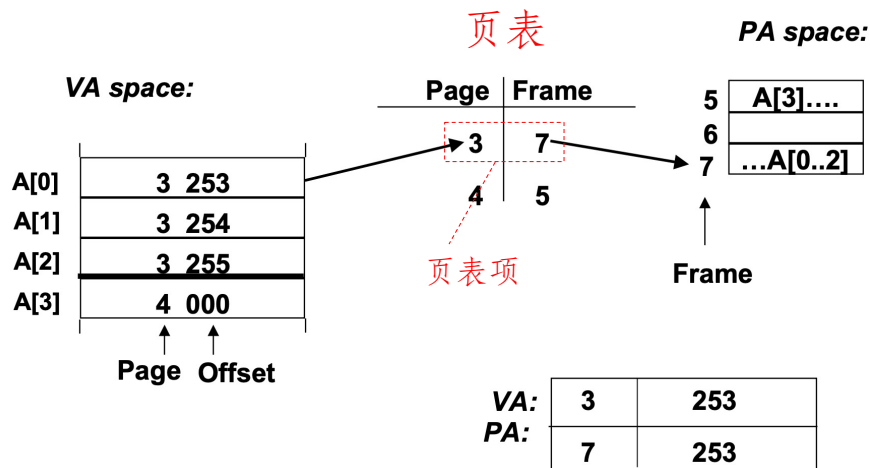 页表
PA space:
VA space:
Page Frame
5 A[3]....
6
3 7
7 ...A[0..2]
A[0] 3 253
4 5
A[1] 3 254
A[2] 3 255
页表项
Frame
A[3] 4 000
Page Offset
VA: 3 253
PA: 7 253